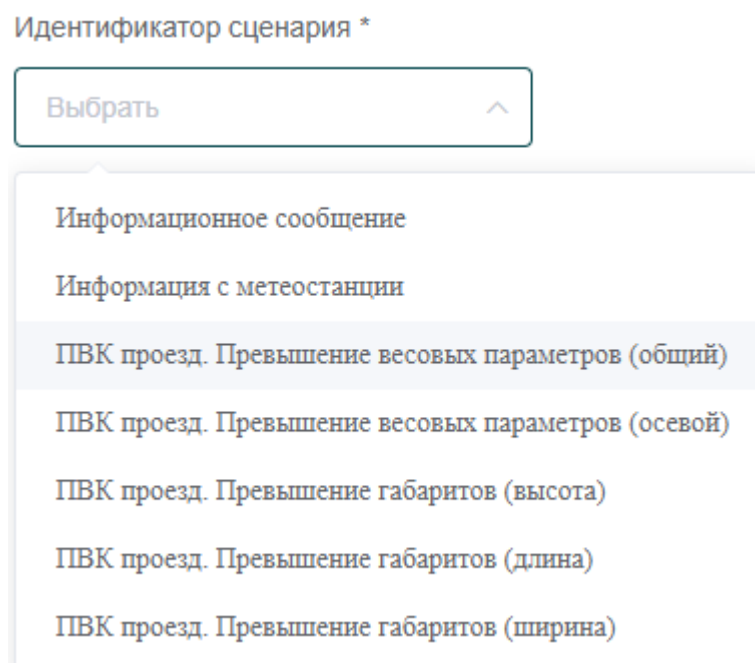 Идентификатор сценария *
Выбрать
Информационное сообщение
Информация с метеостанции
ПВК проезд. Превышение весовых параметров (общий)
ПВК проезд. Превышение весовых параметров (осевой)
ПВК проезд. Превышение габаритов (высота)
ПВК проезд. Превышение габаритов (длина)
ПВК проезд. Превышение габаритов (ширина)